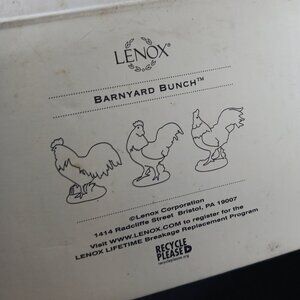 LENOX®
BARNYARD BUNCH™
©Lenox Corporation
1414 Radcliffe Street Bristol, PA 19007
Visit WWW.LENOX.COM to register for the
LENOX LIFETIME Breakage Replacement Program
RECYCLE
PLEASE